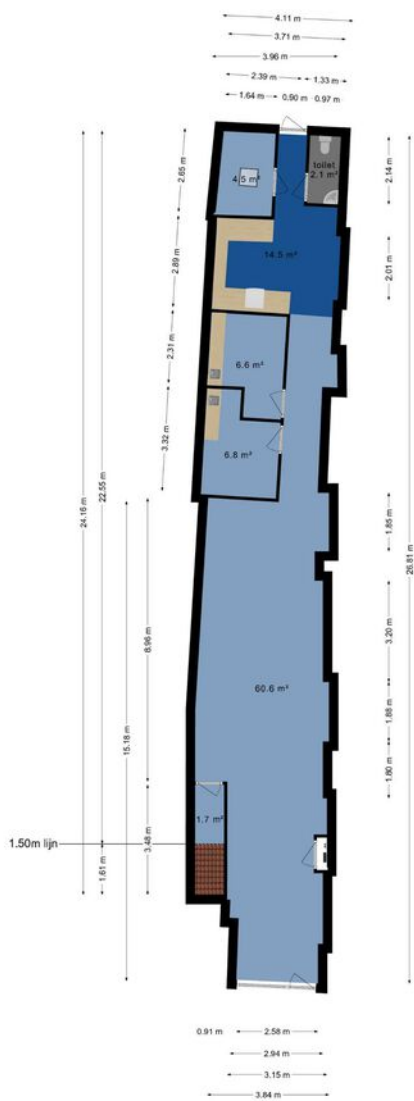 4.11 m
3.71 m
3.96 m
2.39 m
1.33 m
1.64 m
0.90 m
0.97 m
toilet
2.1 m²
4.5 m²
14.5 m²
6.6 m²
6.8 m²
60.6 m²
1.7 m²
2.65 m
2.89 m
2.31 m
3.32 m
24.16 m
22.55 m
8.96 m
15.18 m
3.48 m
1.61 m
1.50m lijn
2.14 m
2.01 m
1.85 m
26.81 m
3.20 m
1.88 m
1.80 m
0.91 m
2.58 m
2.94 m
3.15 m
3.84 m